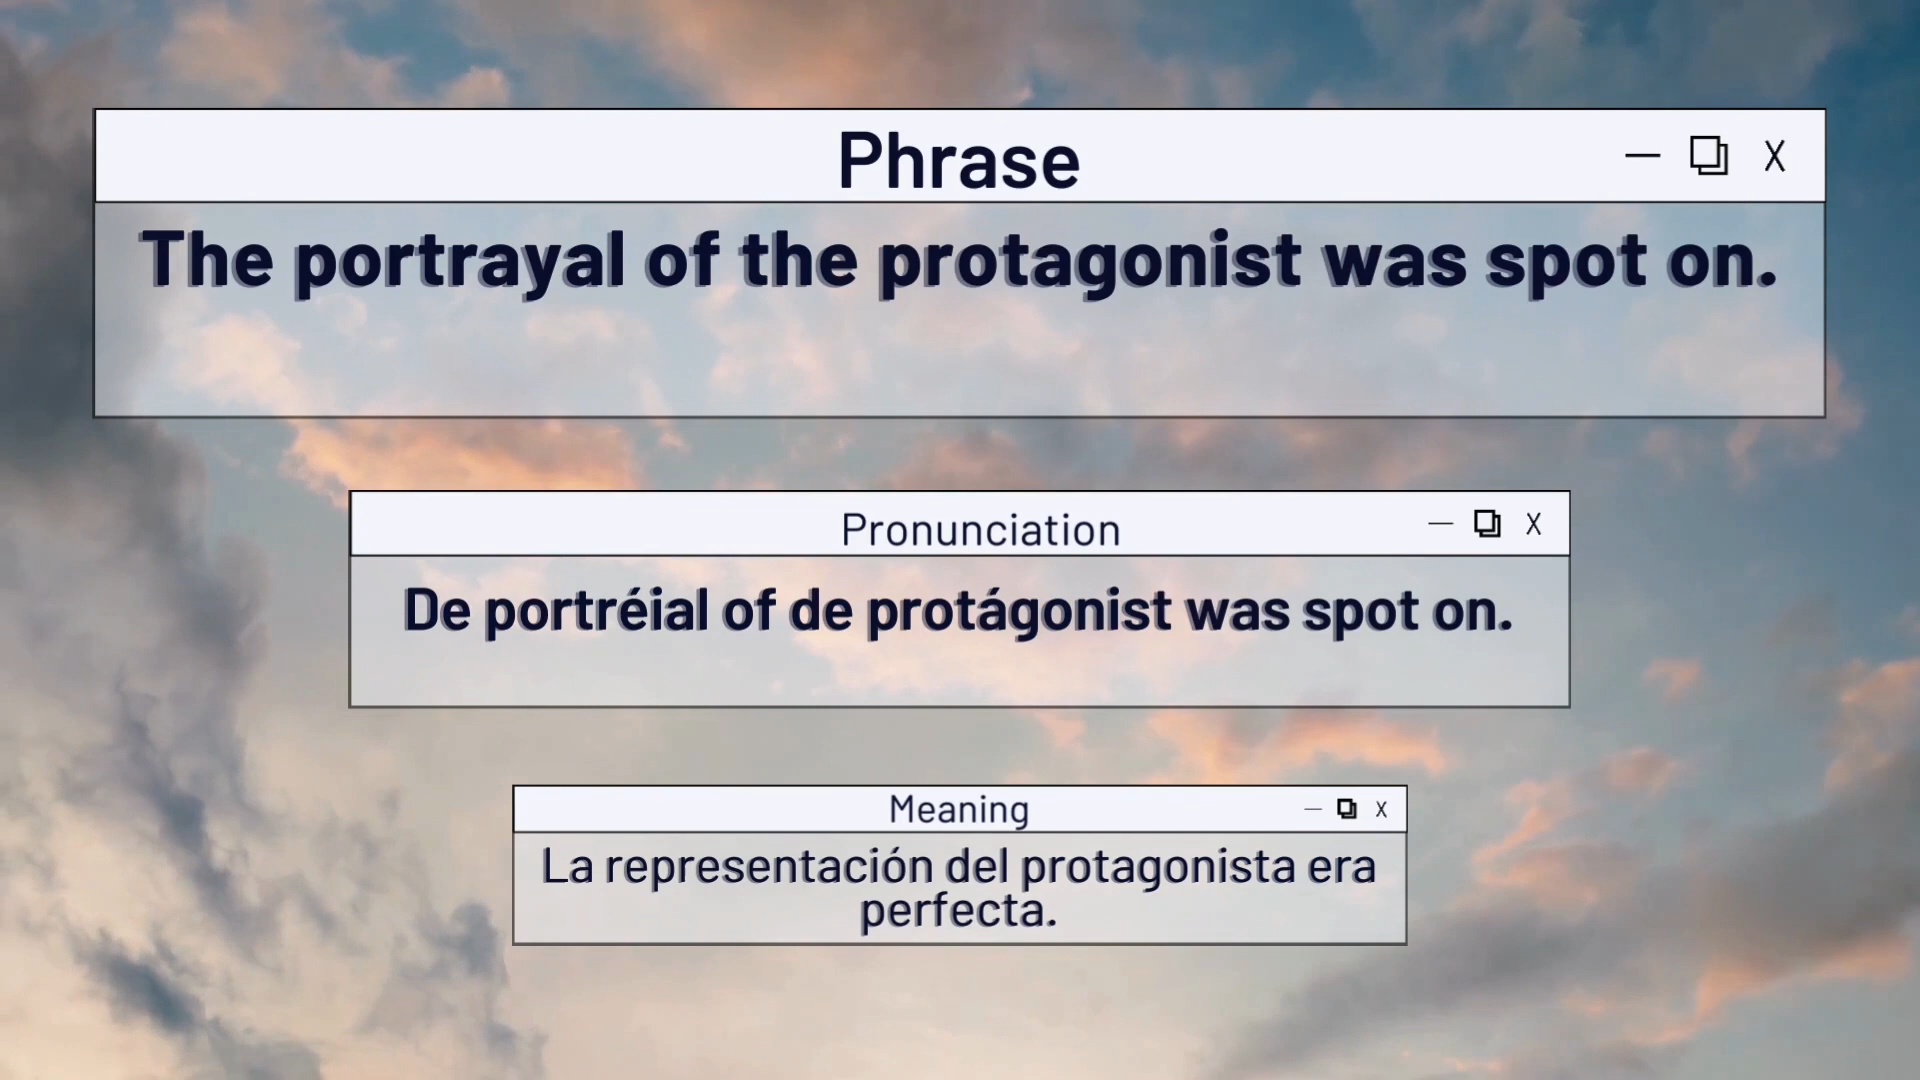 Phrase
The portrayal of the protagonist was spot on.
Pronunciation
De portréial of de protágonist was spot on.
Meaning
La representación del protagonista era
perfecta.